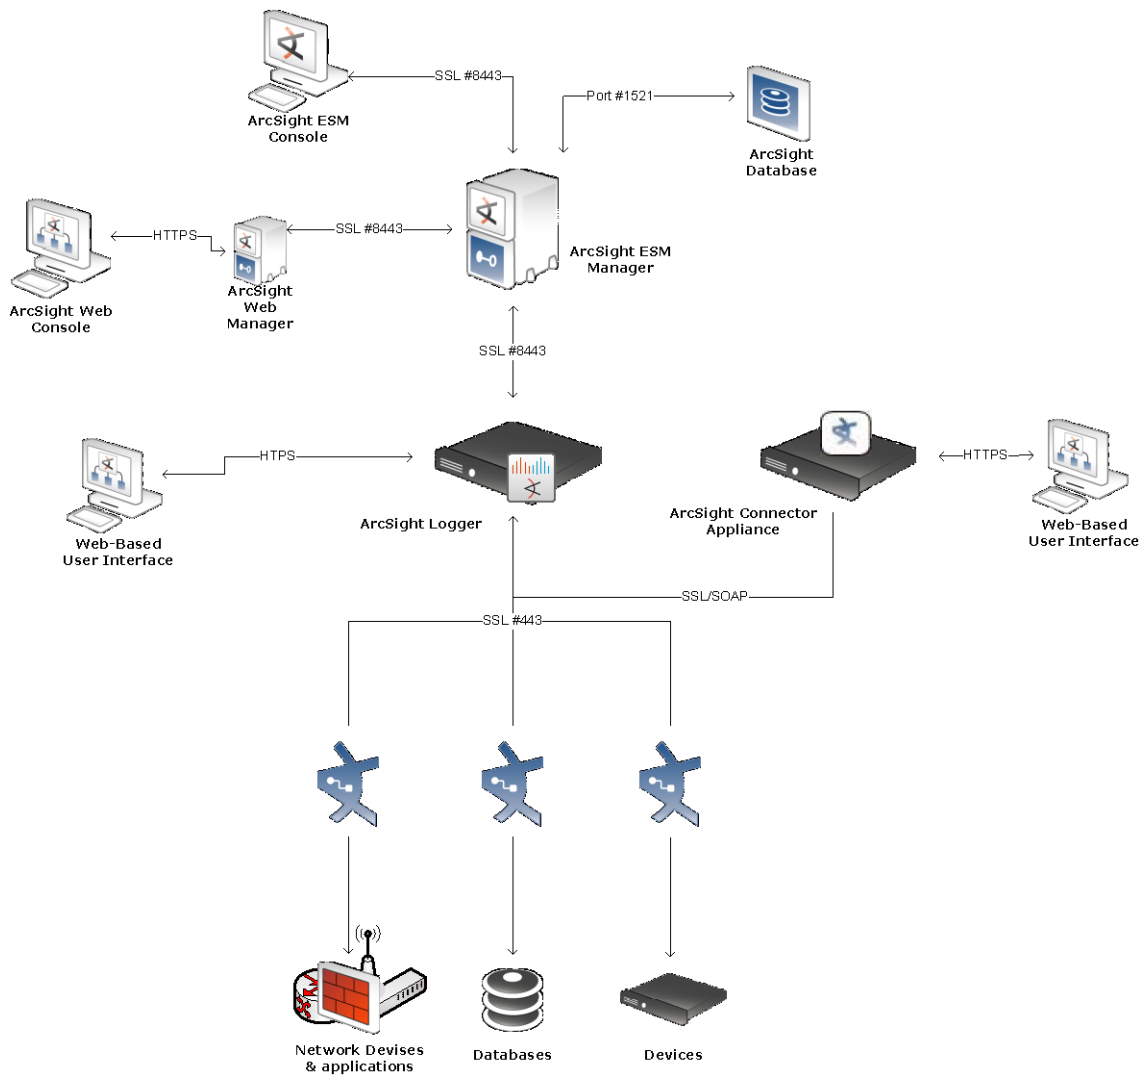 SSL #8443
Port #1521
ArcSight ESM
Console
ArcSight
Database
HTTPS
SSL #8443
ArcSight ESM
Manager
ArcSight
Web
Manager
ArcSight Web
Console
SSL #8443
HTPS
HTTPS
ArcSight Logger
ArcSight Connector
Appliance
Web-Based
User Interface
Web-Based
User Interface
SSL/SOAP
SSL #443
Network Devises
& applications
Databases
Devices